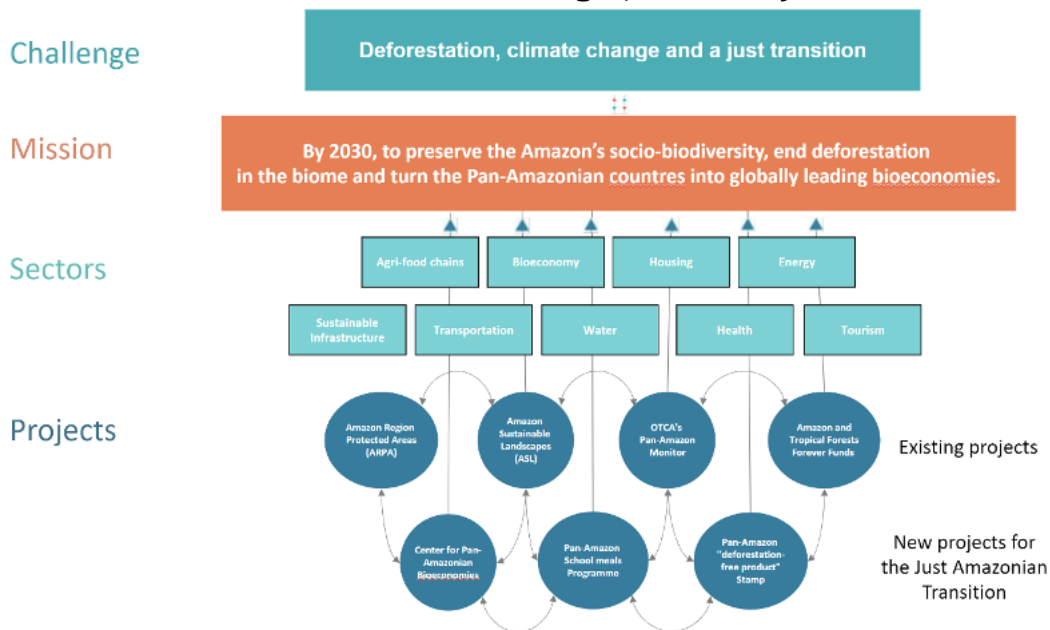 Challenge
Deforestation, climate change and a just transition
Mission
By 2030, to preserve the Amazon's socio-biodiversity, end deforestation
in the biome and turn the Pan-Amazonian countres into globally leading bioeconomies.
Sectors
Agri-food chains
Bioeconomy
Housing
Energy
Sustainable
Infrastructure
Transportation
Water
Health
Tourism
Projects
Amazon Region
Protected Areas
(ARPA)
Amazon
Sustainable
Landscapes
(ASL)
OTCA's
Pan-Amazon
Monitor
Amazon and
Tropical Forests
Forever Funds
Existing projects
Center for Pan-
Amazonian
Bioeconomies
Pan-Amazon
School meals
Programme
Pan-Amazon
"deforestation-
free product"
Stamp
New projects for
the Just Amazonian
Transition